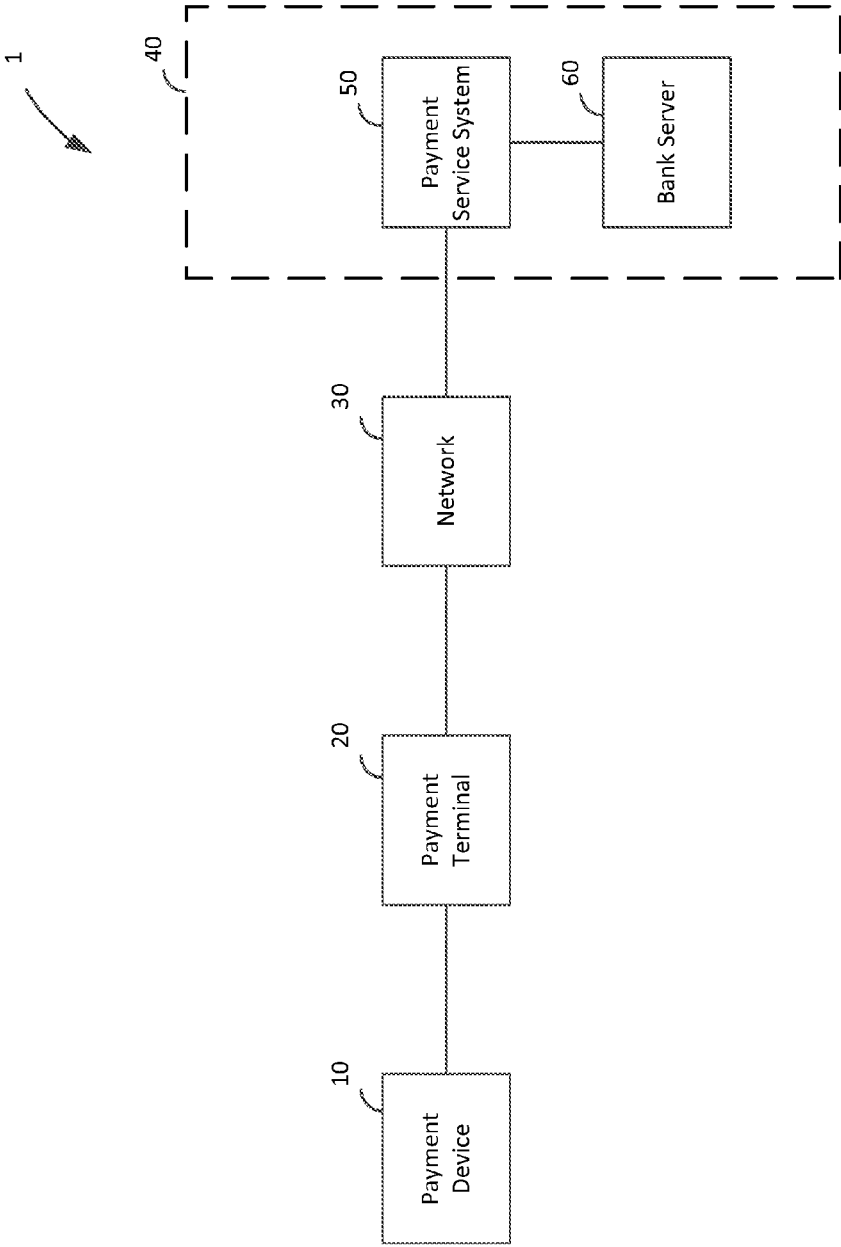 1
40
50
Payment
Service System
60
Bank Server
30
Network
20
Payment
Terminal
10
Payment
Device